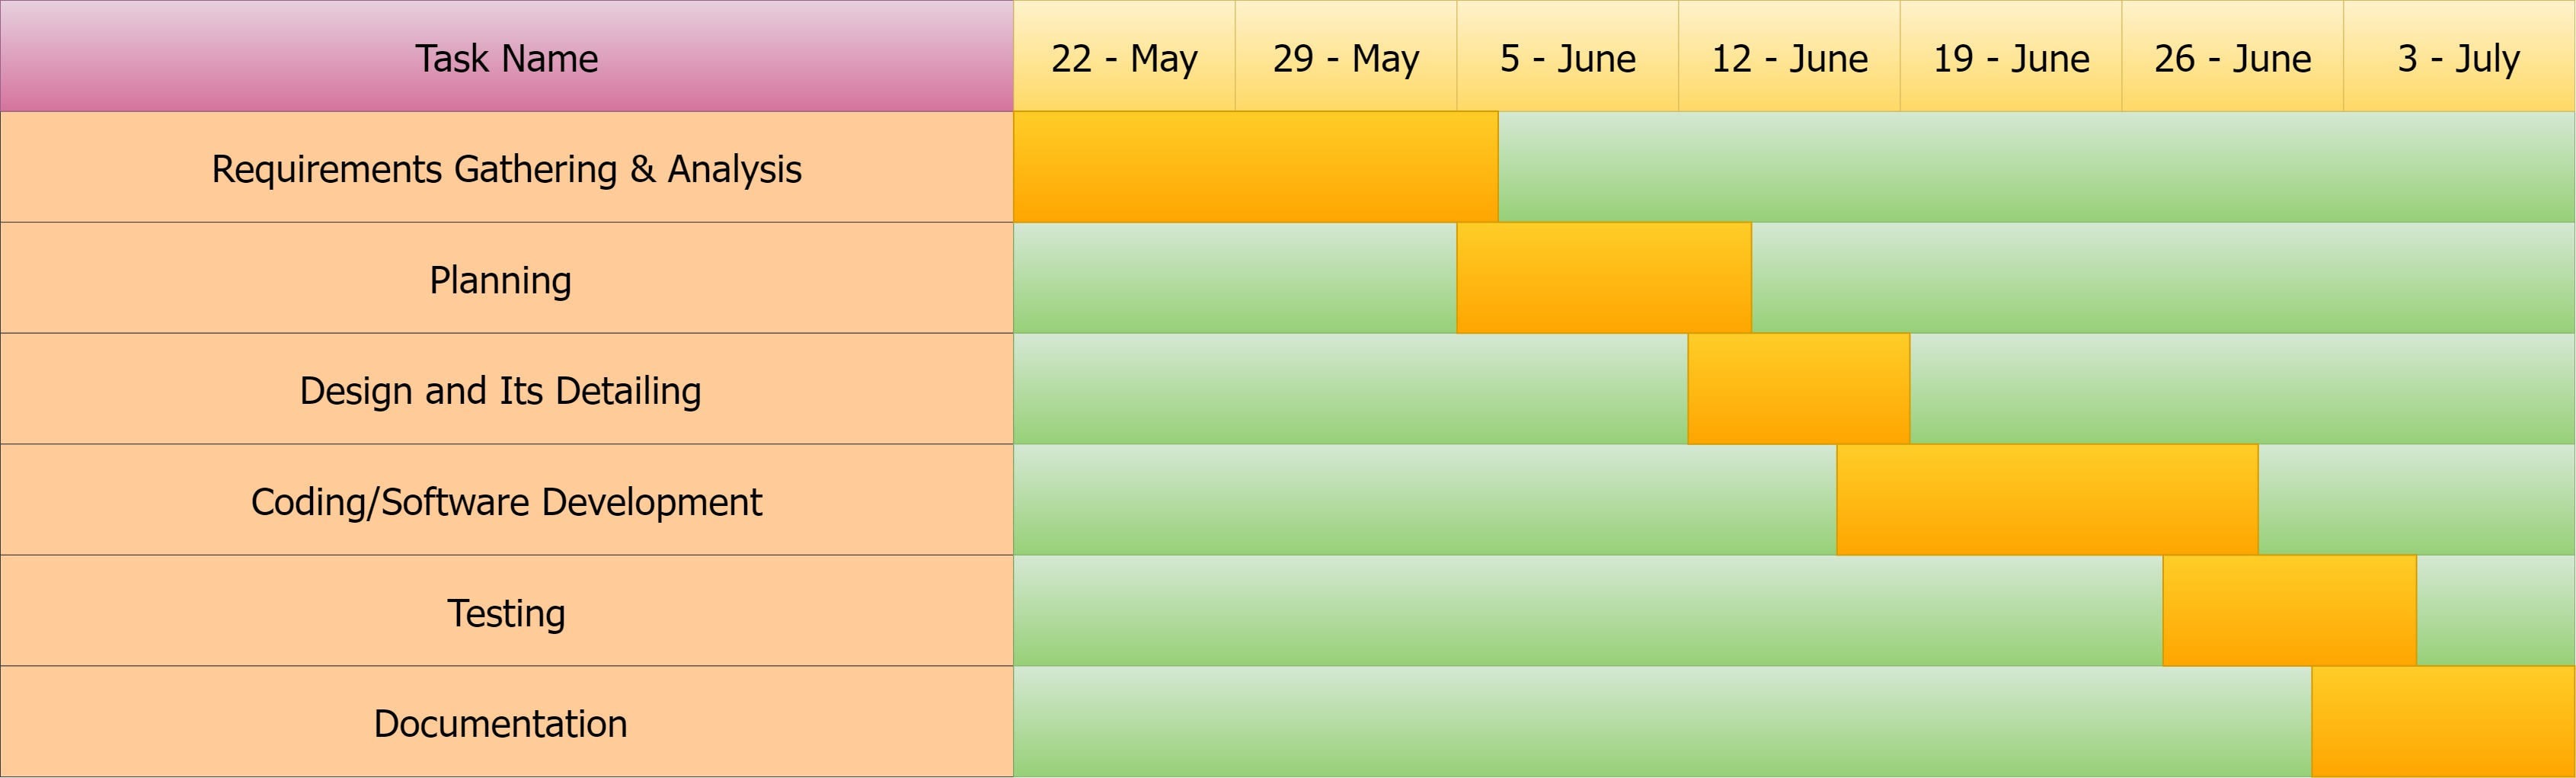 Task Name 22 - May 29 - May 5 - June 12 - June 19 - June 26 - June 3 - July
Requirements Gathering & Analysis
Planning
Design and Its Detailing
Coding/Software Development
Testing
Documentation